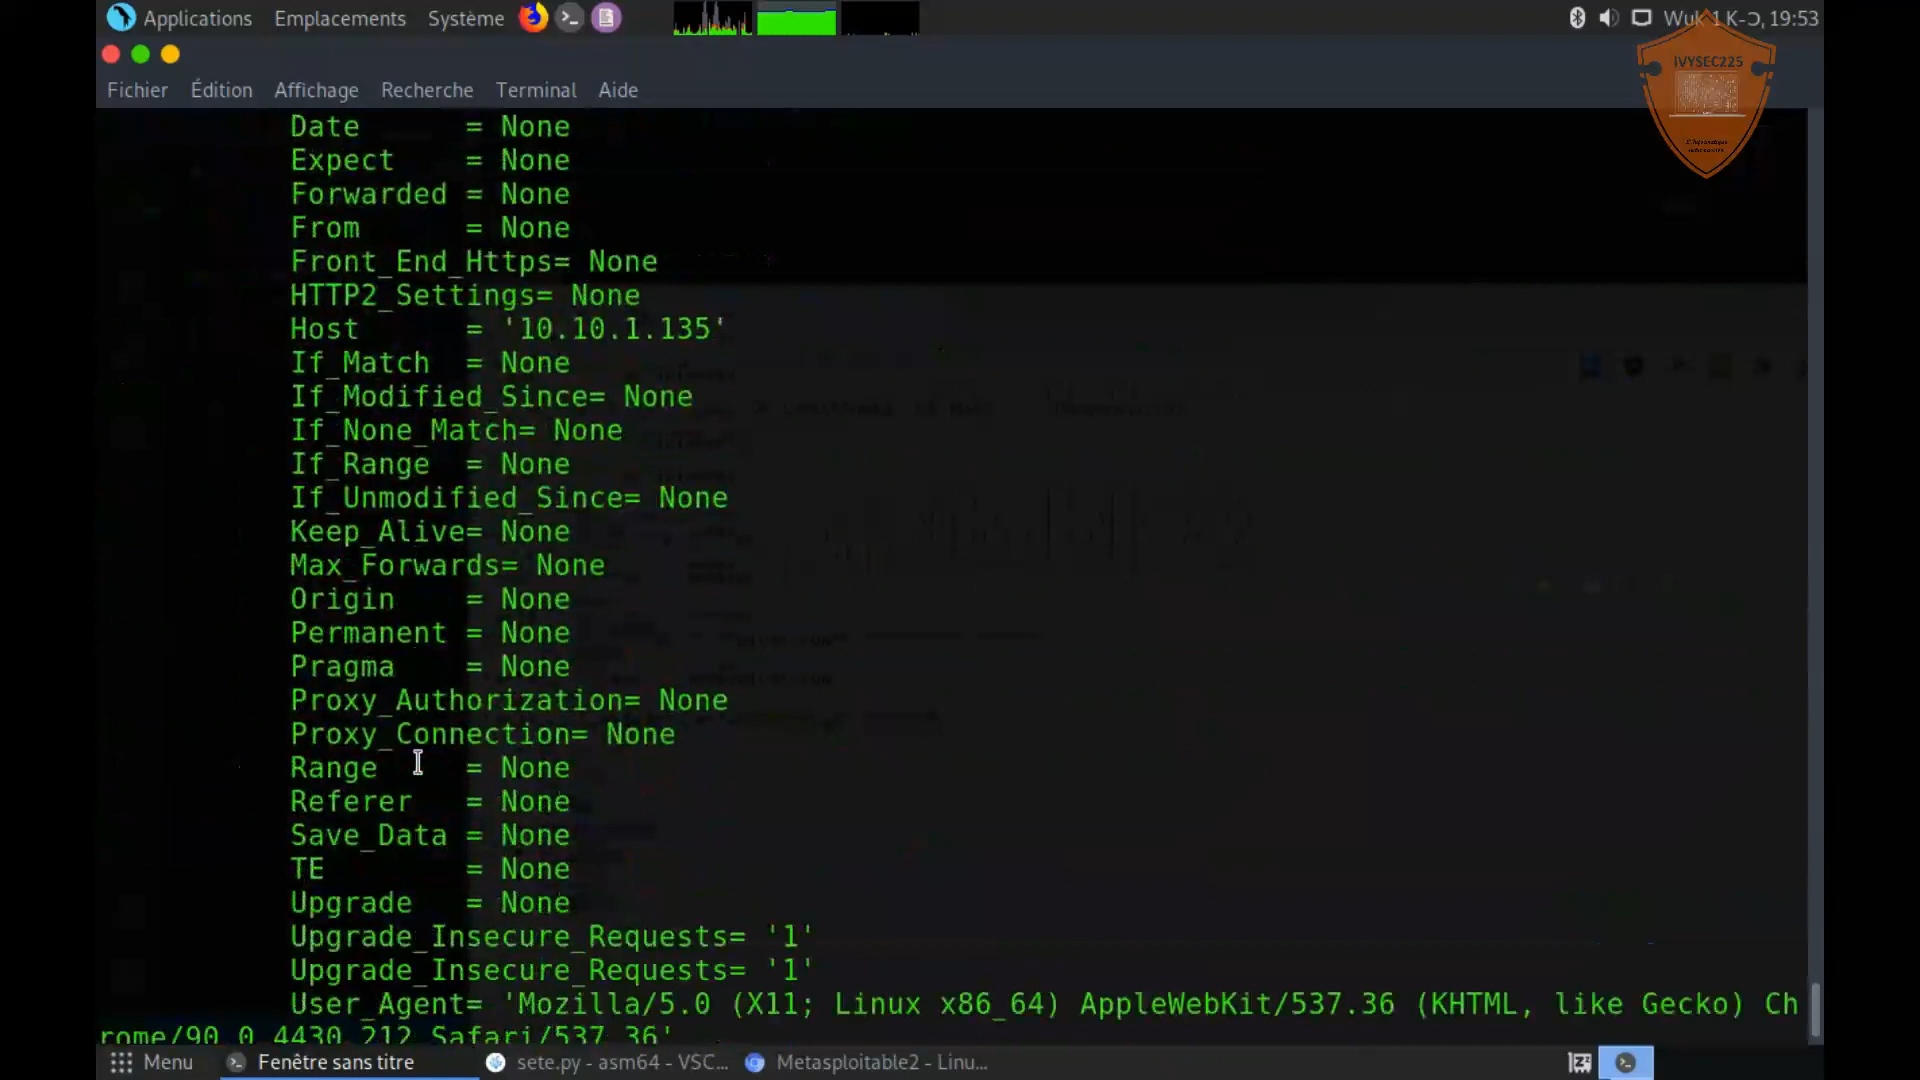 Applications Emplacements Système Wuk 1 K-Ɔ, 19:53
IVYSEC225
Fichier Édition Affichage Recherche Terminal Aide
Date = None
Expect = None
Forwarded = None
From = None
Front_End_Https= None
HTTP2_Settings= None
Host = '10.10.1.135'
If_Match = None
If_Modified_Since= None
If_None_Match= None
If_Range = None
If_Unmodified_Since= None
Keep_Alive= None
Max_Forwards= None
Origin = None
Permanent = None
Pragma = None
Proxy_Authorization= None
Proxy_Connection= None
Range = None
Referer = None
Save_Data = None
TE = None
Upgrade = None
Upgrade_Insecure_Requests= '1'
Upgrade_Insecure_Requests= '1'
User_Agent= 'Mozilla/5.0 (X11; Linux x86_64) AppleWebKit/537.36 (KHTML, like Gecko) Ch
rome/90.0.4430.212 Safari/537.36'
Menu Fenêtre sans titre sete.py - asm64 - VSC... Metasploitable2 - Linu...